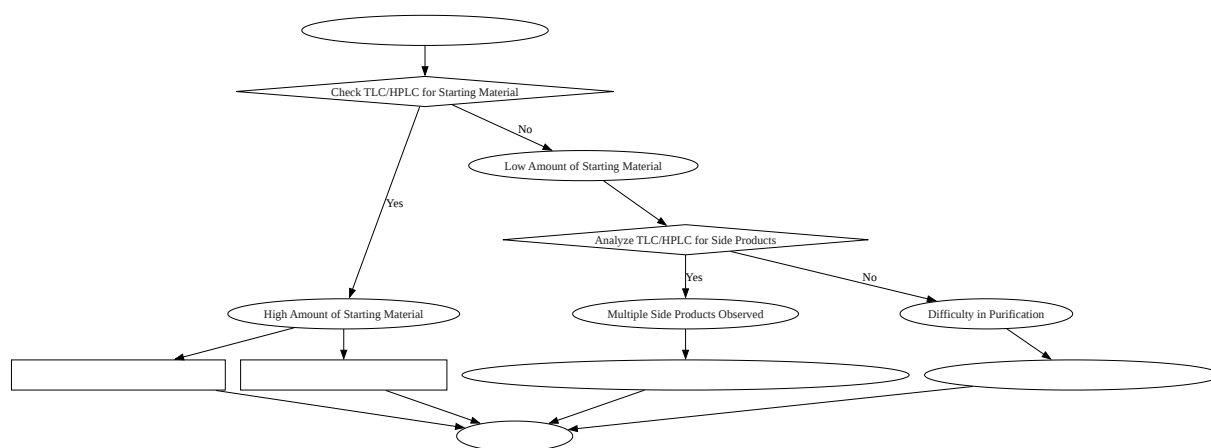 Check TLC/HPLC for Starting Material
No
Low Amount of Starting Material
Yes
Analyze TLC/HPLC for Side Products
Yes
No
High Amount of Starting Material
Multiple Side Products Observed
Difficulty in Purification